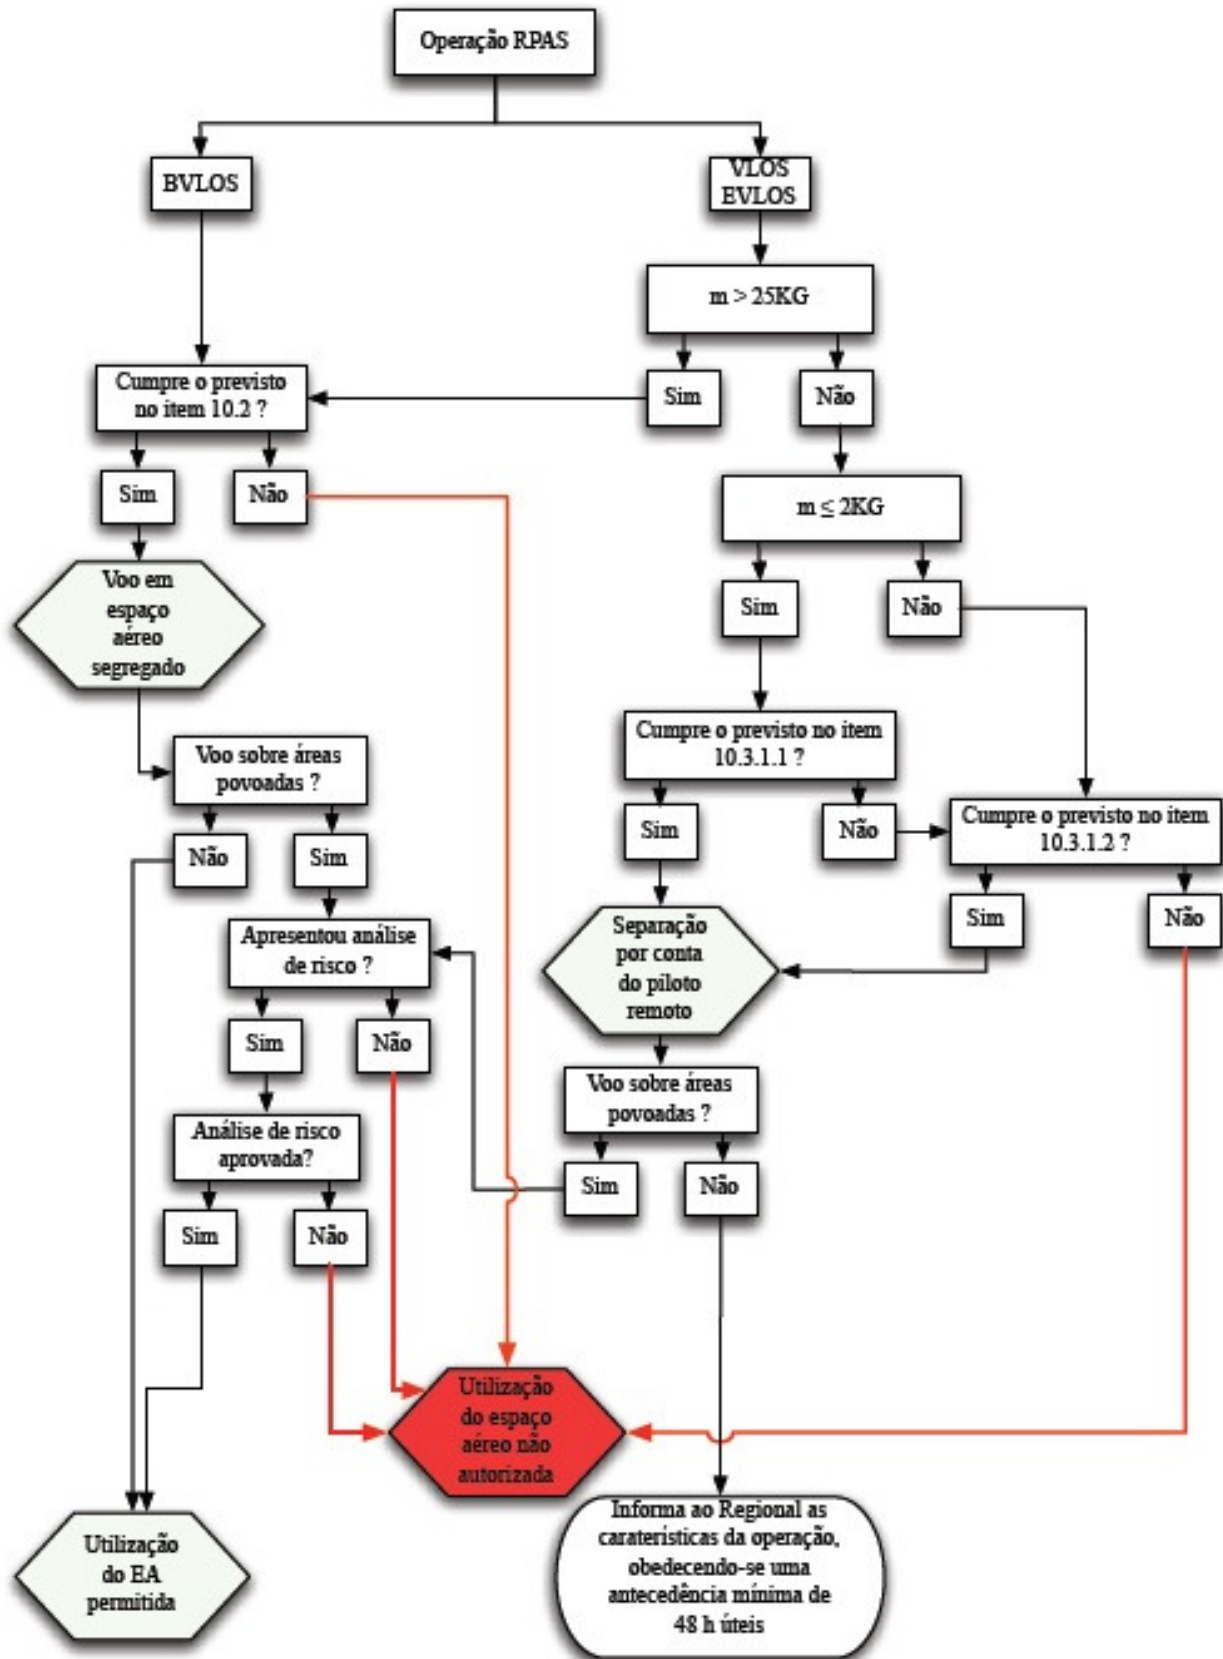 Operação RPAS
BVLOS
VLOS
EVLOS
m > 25KG
Sim
Não
Cumpre o previsto
no item 10.2 ?
Sim
Não
m ≤ 2KG
Sim
Não
Voo em
espaço
aéreo
segregado
Cumpre o previsto no item
10.3.1.1 ?
Sim
Não
Cumpre o previsto no item
10.3.1.2 ?
Sim
Não
Voo sobre áreas
povoadas ?
Não
Sim
Apresentou análise
de risco ?
Sim
Não
Separação
por conta
do piloto
remoto
Voo sobre áreas
povoadas ?
Sim
Não
Análise de risco
aprovada?
Sim
Não
Utilização
do espaço
aéreo não
autorizada
Utilização
do EA
permitida
Informa ao Regional as
caraterísticas da operação,
obedecendo-se uma
antecedência mínima de
48 h úteis